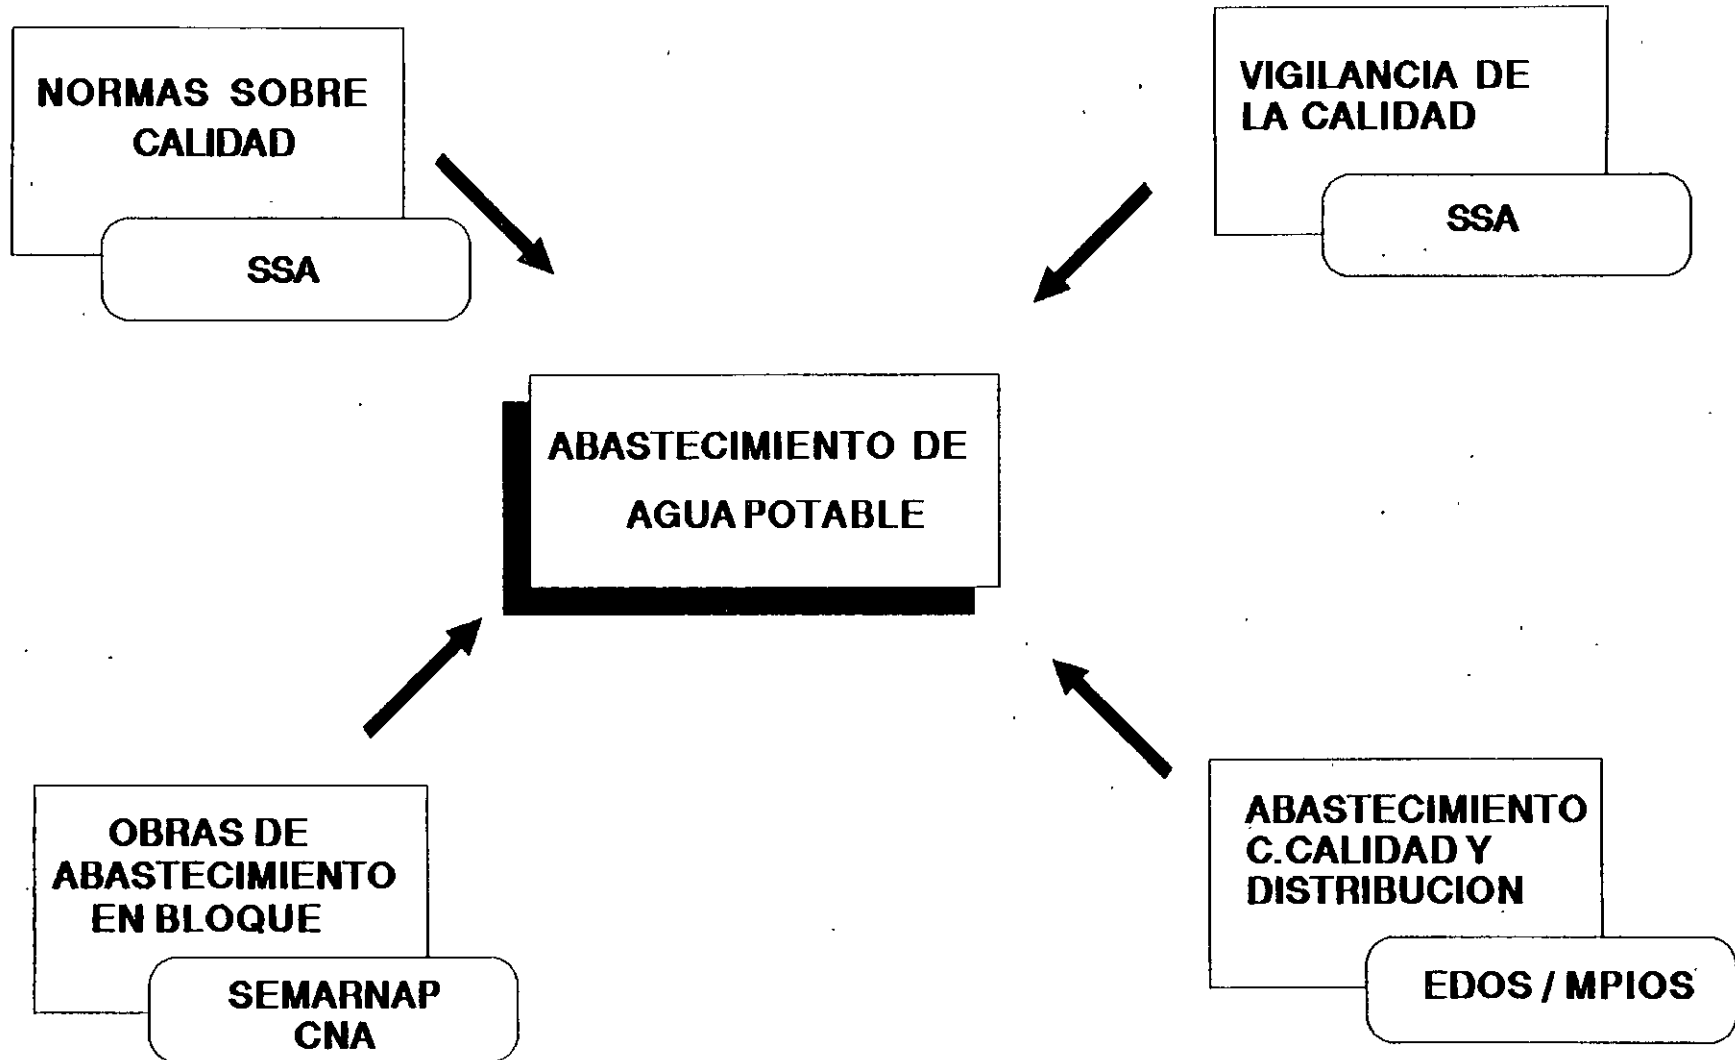 NORMAS SOBRE
CALIDAD
SSA
VIGILANCIA DE
LA CALIDAD
SSA
ABASTECIMIENTO DE
AGUA POTABLE
OBRAS DE
ABASTECIMIENTO
EN BLOQUE
SEMARNAP
CNA
ABASTECIMIENTO
C.CALIDAD Y
DISTRIBUCION
EDOS / MPIOS